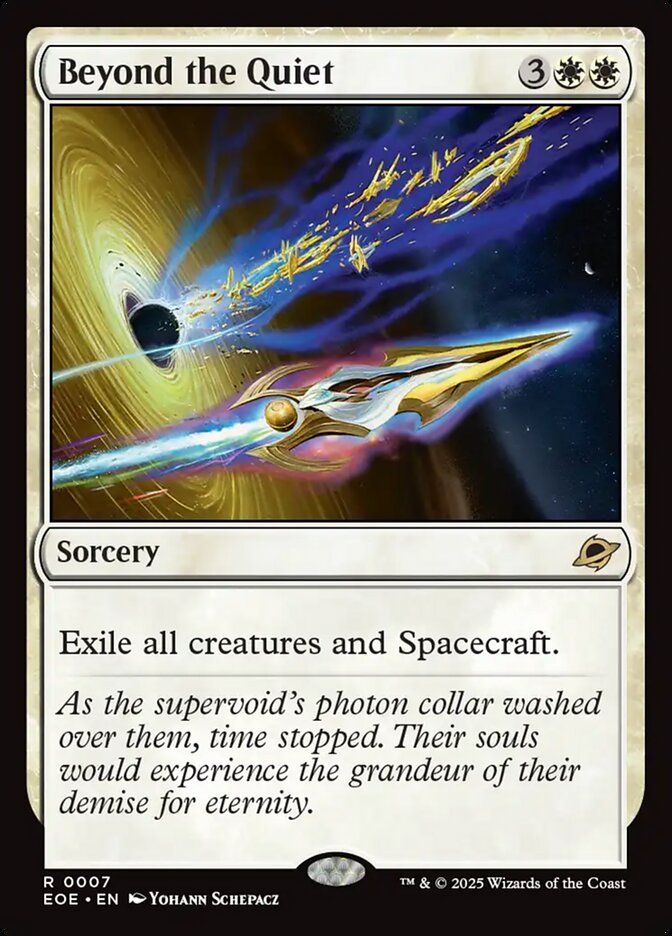 Beyond the Quiet
3
Sorcery
Exile all creatures and Spacecraft.
As the supervoid's photon collar washed
over them, time stopped. Their souls
would experience the grandeur of their
demise for eternity.
R 0007
EOE • EN Yohann Schepacz
™ & © 2025 Wizards of the Coast